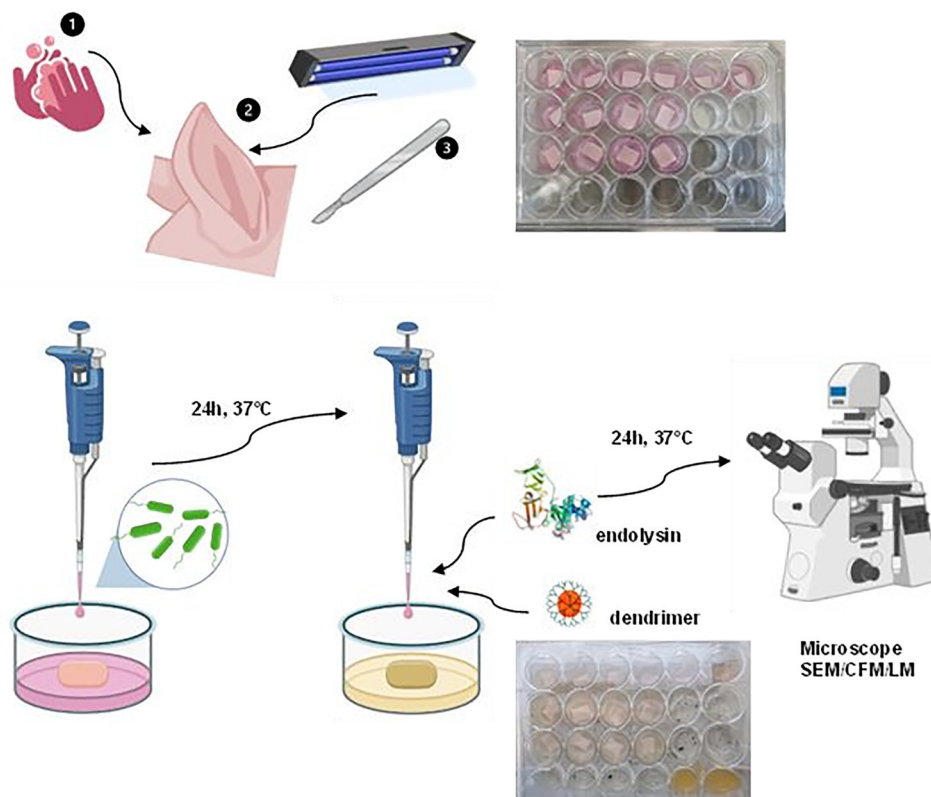 1
2
3
24h, 37°C
24h, 37°C
endolysin
dendrimer
Microscope
SEM/CFM/LM